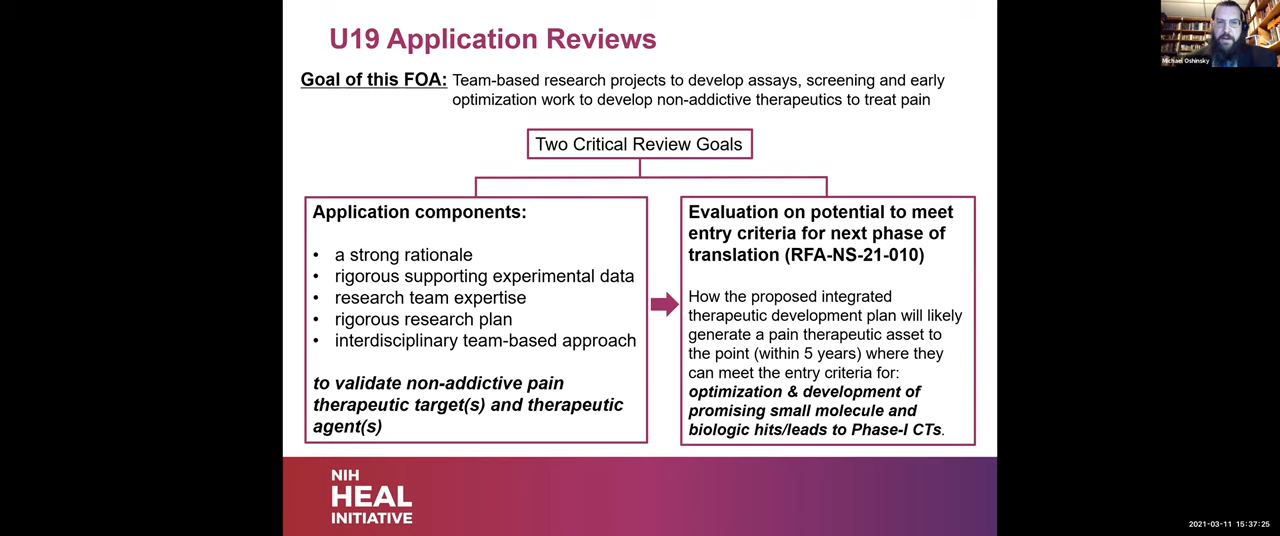 U19 Application Reviews
Goal of this FOA: Team-based research projects to develop assays, screening and early
optimization work to develop non-addictive therapeutics to treat pain
Two Critical Review Goals
Application components:
• a strong rationale
• rigorous supporting experimental data
• research team expertise
• rigorous research plan
• interdisciplinary team-based approach
to validate non-addictive pain
therapeutic target(s) and therapeutic
agent(s)
Evaluation on potential to meet
entry criteria for next phase of
translation (RFA-NS-21-010)
How the proposed integrated
therapeutic development plan will likely
generate a pain therapeutic asset to
the point (within 5 years) where they
can meet the entry criteria for:
optimization & development of
promising small molecule and
biologic hits/leads to Phase-I CTs.
NIH
HEAL
INITIATIVE
Michael Oshinsky
2021-03-11 15:37:25